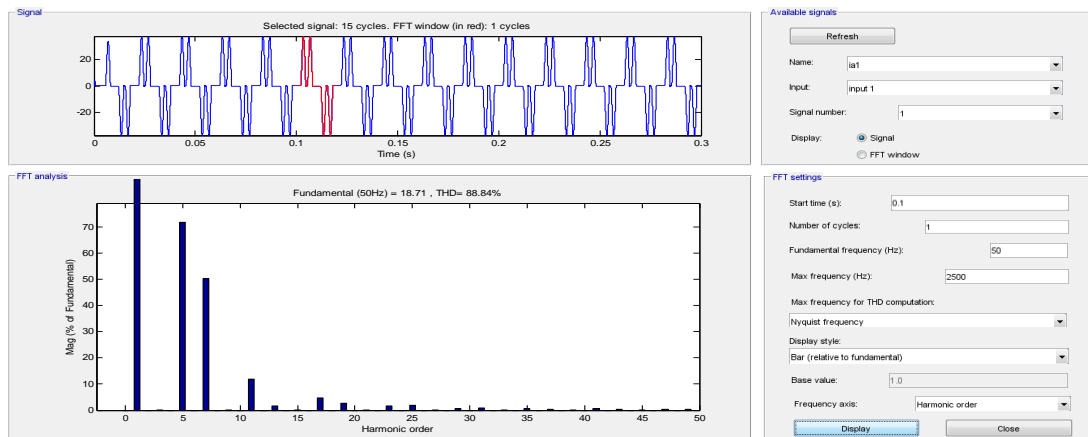 Signal
Selected signal: 15 cycles. FFT window (in red): 1 cycles
20
0
-20
0
0.05
0.1
0.15
0.2
0.25
0.3
Time (s)
FFT analysis
Fundamental (50Hz) = 18.71 , THD= 88.84%
Mag (% of Fundamental)
70
60
50
40
30
20
10
0
0
5
10
15
20
25
30
35
40
45
50
Harmonic order
Available signals
Refresh
Name:
ia1
Input:
input 1
Signal number:
1
Display:
Signal
FFT window
FFT settings
Start time (s):
0.1
Number of cycles:
1
Fundamental frequency (Hz):
50
Max frequency (Hz):
2500
Max frequency for THD computation:
Nyquist frequency
Display style:
Bar (relative to fundamental)
Base value:
1.0
Frequency axis:
Harmonic order
Display
Close